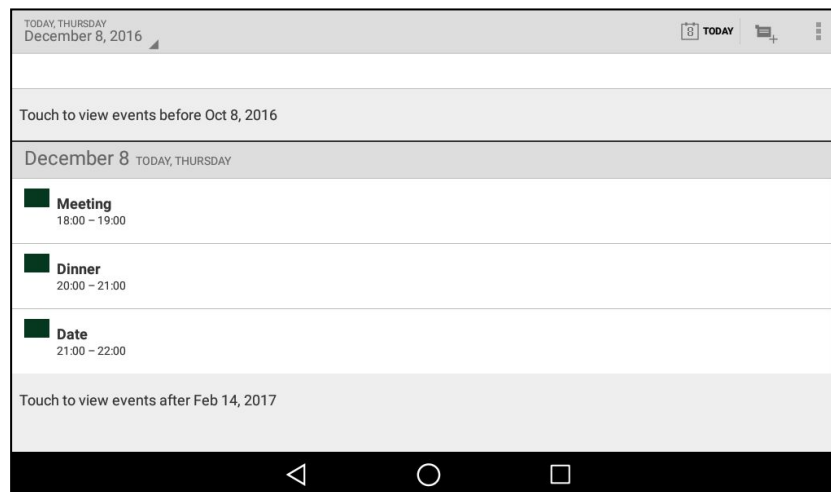 TODAY, THURSDAY
December 8, 2016
8 TODAY
Touch to view events before Oct 8, 2016
December 8 TODAY, THURSDAY
Meeting
18:00 – 19:00
Dinner
20:00 – 21:00
Date
21:00 – 22:00
Touch to view events after Feb 14, 2017